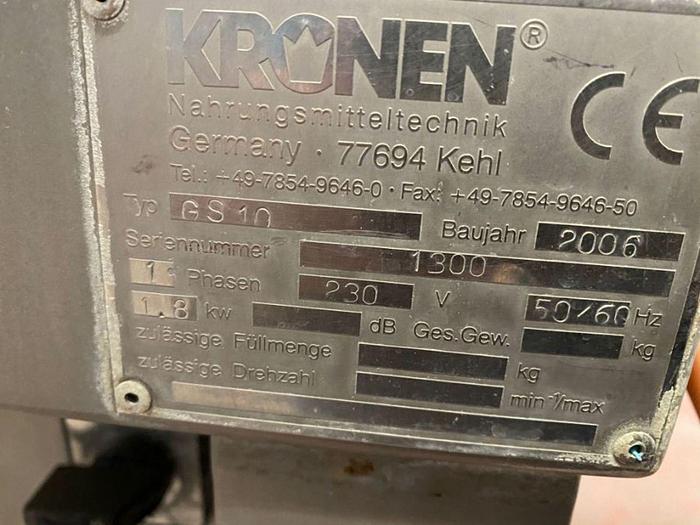 KRONEN®
Nahrungsmitteltechnik
CE
Germany · 77694 Kehl
Tel.: +49-7854-9646-0 · Fax: +49-7854-9646-50
Typ GS10 Baujahr 2006
Seriennummer 1300
1 Phasen 230 V 50/60 Hz
1.8 kw dB Ges.Gew. kg
zulässige Füllmenge kg
zulässige Drehzahl min⁻¹/max